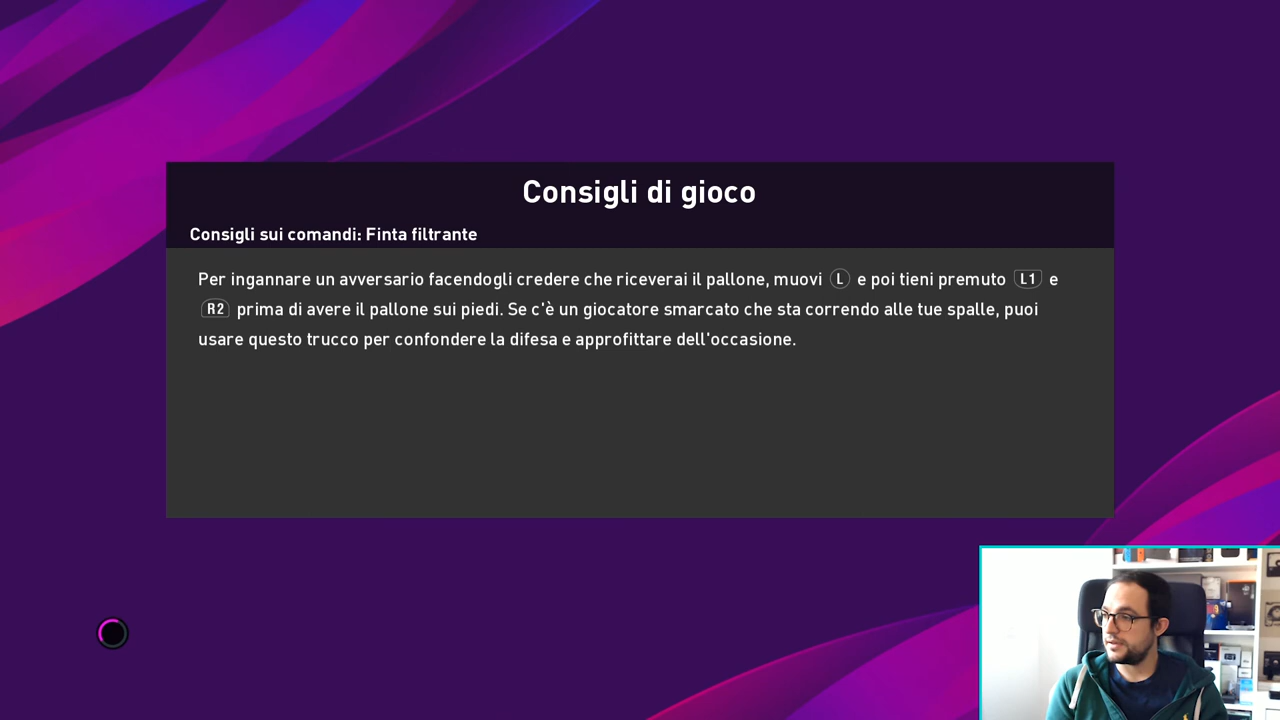 Consigli di gioco
Consigli sui comandi: Finta filtrante
Per ingannare un avversario facendogli credere che riceverai il pallone, muovi L e poi tieni premuto L1 e
R2 prima di avere il pallone sui piedi. Se c'è un giocatore smarcato che sta correndo alle tue spalle, puoi
usare questo trucco per confondere la difesa e approfittare dell'occasione.